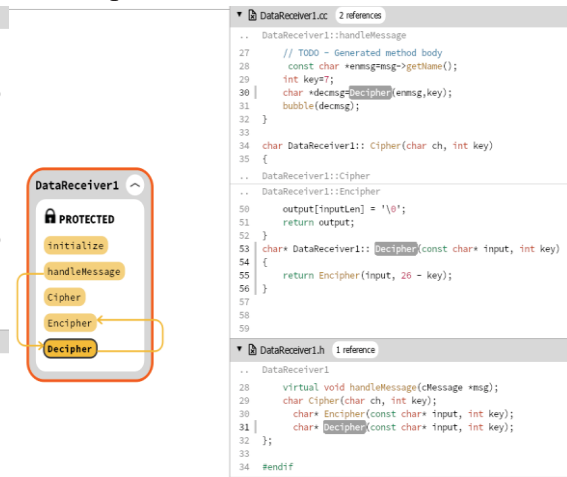 DataReceiver1
PROTECTED
initialize
handleMessage
Cipher
Encipher
Decipher
DataReceiver1.cc 2 references
.. DataReceiver1::handleMessage
27 // TODO - Generated method body
28 const char *enmsg=msg->getName();
29 int key=7;
30 char *decmsg=Decipher(enmsg,key);
31 bubble(decmsg);
32 }
33
34 char DataReceiver1:: Cipher(char ch, int key)
35 {
.. DataReceiver1::Cipher
.. DataReceiver1::Encipher
50 output[inputLen] = '\0';
51 return output;
52 }
53 char* DataReceiver1:: Decipher(const char* input, int key)
54 {
55 return Encipher(input, 26 - key);
56 }
57
58
59
DataReceiver1.h 1 reference
.. DataReceiver1
28 virtual void handleMessage(cMessage *msg);
29 char Cipher(char ch, int key);
30 char* Encipher(const char* input, int key);
31 char* Decipher(const char* input, int key);
32 };
33
34 #endif